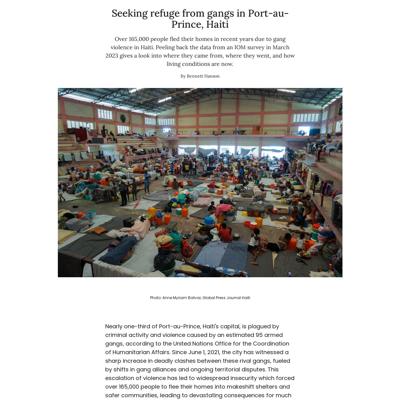 Seeking refuge from gangs in Port-au-
Prince, Haiti
Over 165,000 people fled their homes in recent years due to gang
violence in Haiti. Peeling back the data from an IOM survey in March
2023 gives a look into where they came from, where they went, and how
living conditions are now.
By Bennett Hanson
Photo: Anne Myriam Bolivar, Global Press Journal Haiti
Nearly one-third of Port-au-Prince, Haiti's capital, is plagued by
criminal activity and violence caused by an estimated 95 armed
gangs, according to the United Nations Office for the Coordination
of Humanitarian Affairs. Since June 1, 2021, the city has witnessed a
sharp increase in deadly clashes between these rival gangs, fueled
by shifts in gang alliances and ongoing territorial disputes. This
escalation of violence has led to widespread insecurity which forced
over 165,000 people to flee their homes into makeshift shelters and
safer communities, leading to devastating consequences for much